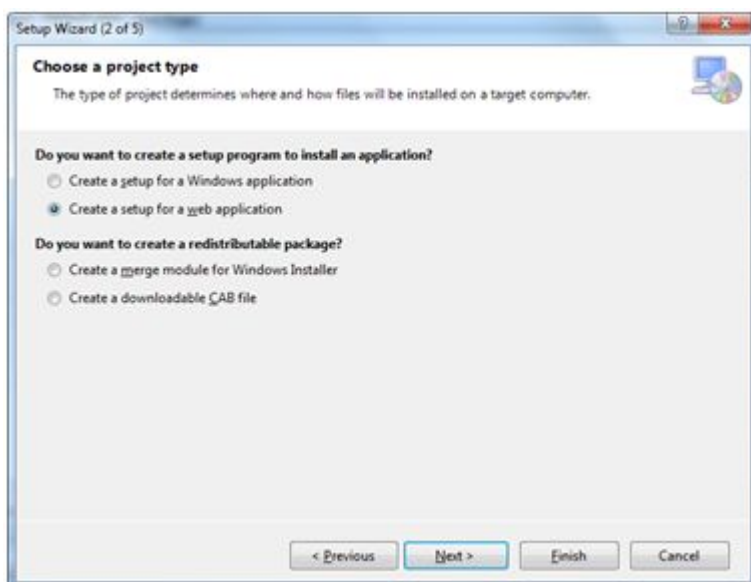 Setup Wizard (2 of 5)
?
Choose a project type
The type of project determines where and how files will be installed on a target computer.
Do you want to create a setup program to install an application?
Create a setup for a Windows application
Create a setup for a web application
Do you want to create a redistributable package?
Create a merge module for Windows Installer
Create a downloadable CAB file
< Previous
Next >
Finish
Cancel